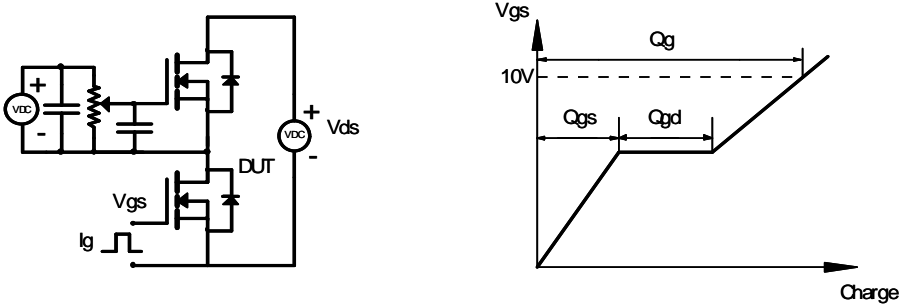 +
VDC
-
+
VDC
Vds
-
DUT
Vgs
Ig
Vgs
Qg
10V
Qgs
Qgd
Charge